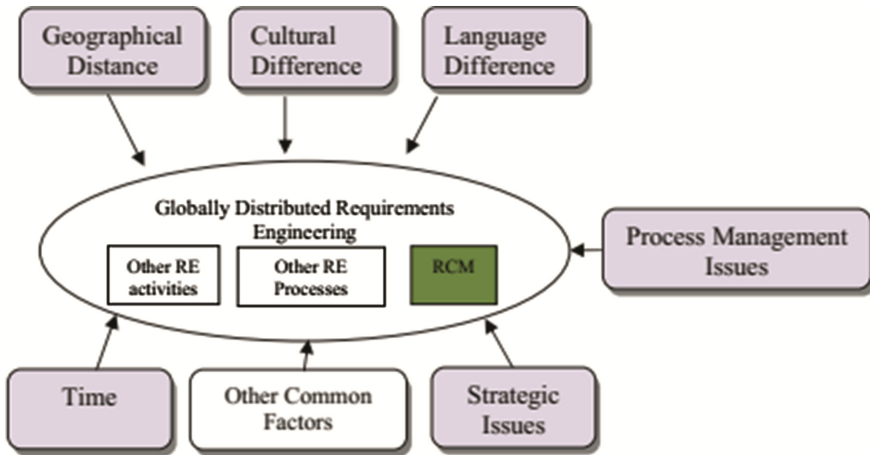 Geographical
Distance
Cultural
Difference
Language
Difference
Globally Distributed Requirements
Engineering
Other RE
activities
Other RE
Processes
RCM
Process Management
Issues
Time
Other Common
Factors
Strategic
Issues